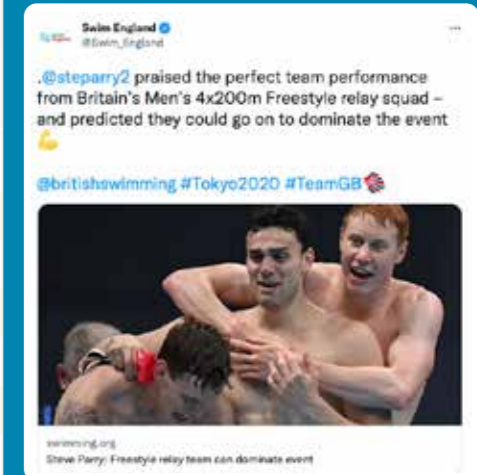 Swim England
@Swim_England
.@steparry2 praised the perfect team performance
from Britain's Men's 4x200m Freestyle relay squad –
and predicted they could go on to dominate the event
@britishswimming #Tokyo2020 #TeamGB
swimming.org
Steve Parry: Freestyle relay team can dominate event